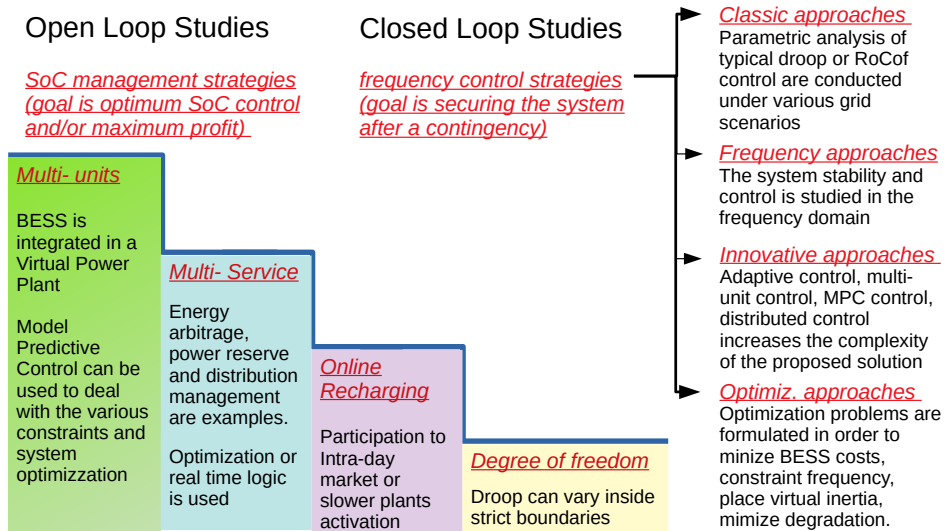 Open Loop Studies
SoC management strategies
(goal is optimum SoC control
and/or maximum profit)
Closed Loop Studies
frequency control strategies
(goal is securing the system
after a contingency)
Multi- units
BESS is
integrated in a
Virtual Power
Plant
Model
Predictive
Control can be
used to deal
with the various
constraints and
system
optimizzation
Multi- Service
Energy
arbitrage,
power reserve
and distribution
management
are examples.
Optimization or
real time logic
is used
Online
Recharging
Participation to
Intra-day
market or
slower plants
activation
Degree of freedom
Droop can vary inside
strict boundaries
Classic approaches
Parametric analysis of
typical droop or RoCof
control are conducted
under various grid
scenarios
Frequency approaches
The system stability and
control is studied in the
frequency domain
Innovative approaches
Adaptive control, multi-
unit control, MPC control,
distributed control
increases the complexity
of the proposed solution
Optimiz. approaches
Optimization problems are
formulated in order to
minize BESS costs,
constraint frequency,
place virtual inertia,
mimize degradation.